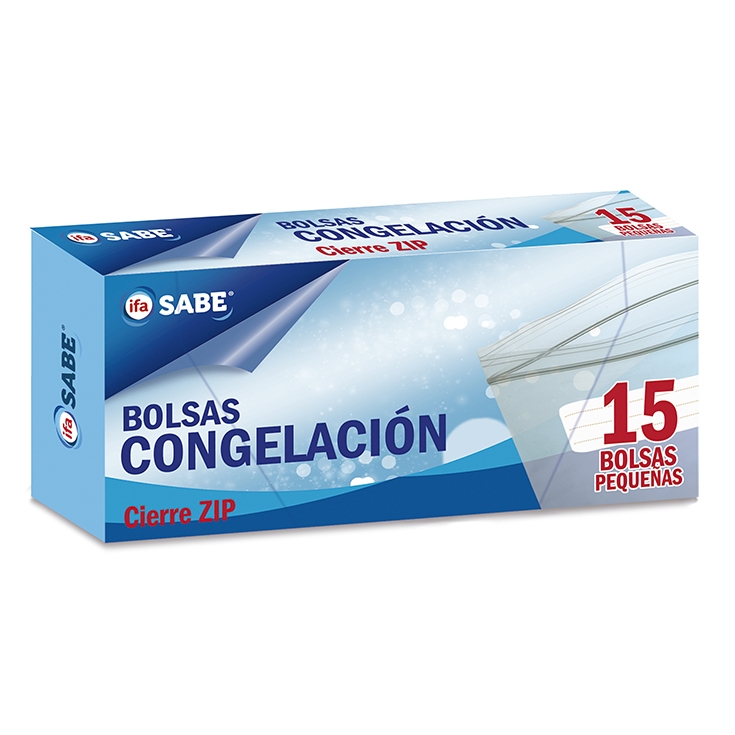 ifa SABE®
BOLSAS
CONGELACIÓN
Cierre ZIP
15
BOLSAS
PEQUEÑAS
ifa SABE®
ifa SABE®
BOLSAS
CONGELACIÓN
Cierre ZIP
15
BOLSAS
PEQUEÑAS